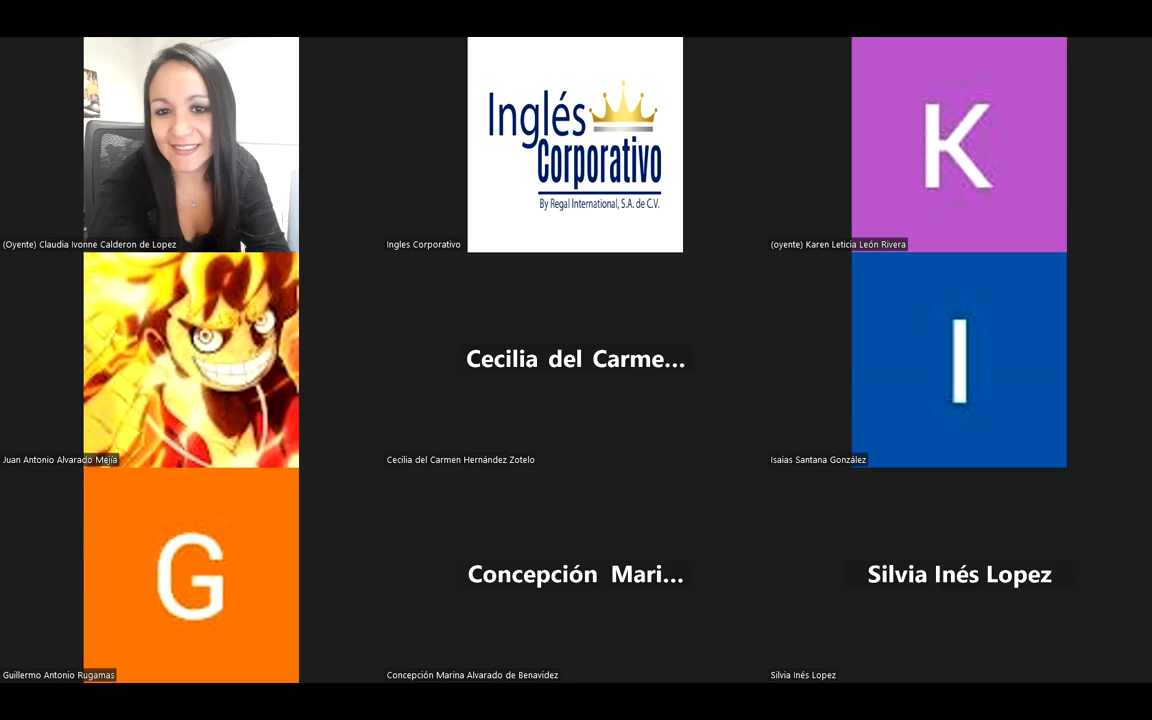 (Oyente) Claudia Ivonne Calderon de Lopez
Inglés
Corporativo
By Regal International, S.A. de C.V.
Ingles Corporativo
K
(oyente) Karen Leticia León Rivera
Juan Antonio Alvarado Mejía
Cecilia del Carme...
Cecilia del Carmen Hernández Zotelo
I
Isaias Santana González
G
Guillermo Antonio Rugamas
Concepción Mari...
Concepción Marina Alvarado de Benavidez
Silvia Inés Lopez
Silvia Inés Lopez